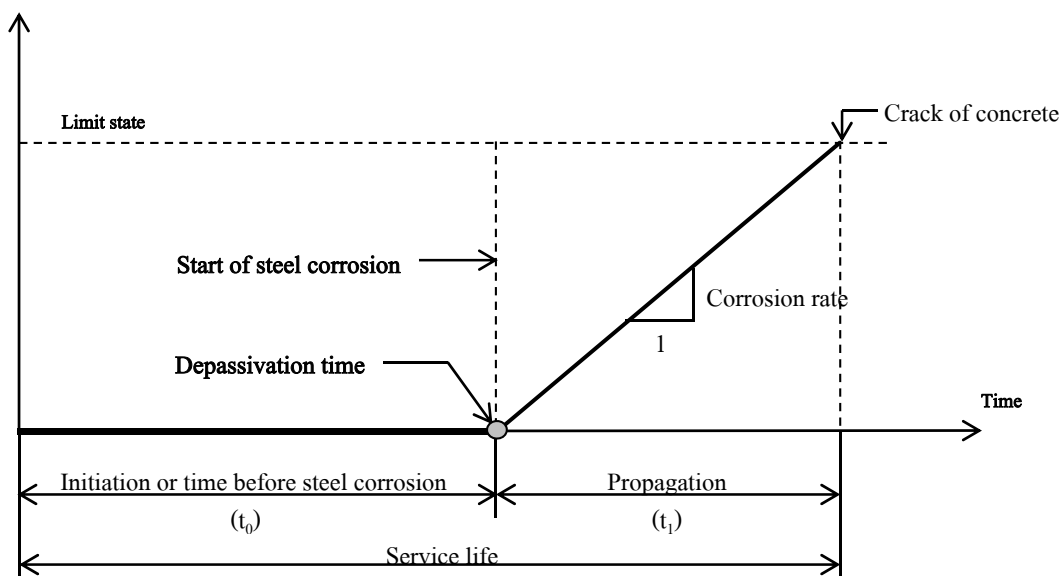 Limit state
Crack of concrete
Start of steel corrosion
Corrosion rate
1
Depassivation time
Time
Initiation or time before steel corrosion
Propagation
(t₀)
(t₁)
Service life